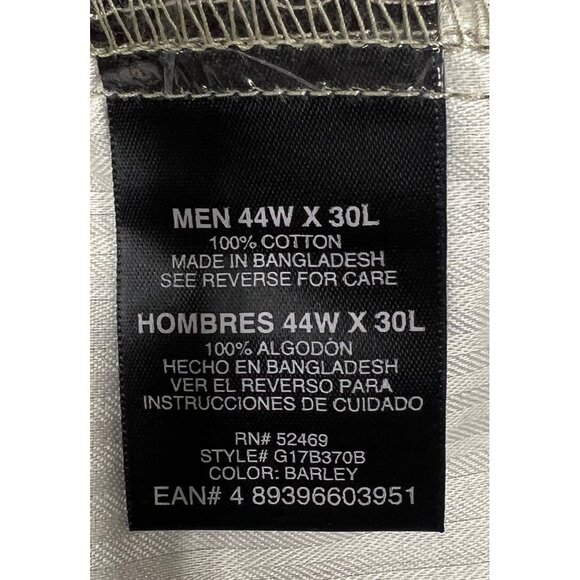 MEN 44W X 30L
100% COTTON
MADE IN BANGLADESH
SEE REVERSE FOR CARE
HOMBRES 44W X 30L
100% ALGODÓN
HECHO EN BANGLADESH
VER EL REVERSO PARA
INSTRUCCIONES DE CUIDADO
RN# 52469
STYLE# G17B370B
COLOR: BARLEY
EAN# 4 89396603951